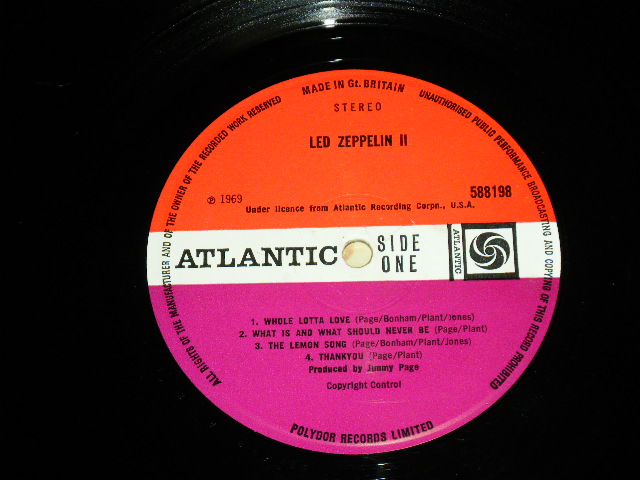 ALL RIGHTS OF THE MANUFACTURER AND OF THE OWNER OF THE RECORDED WORK RESERVED
MADE IN Gt. BRITAIN
UNAUTHORISED PUBLIC PERFORMANCE BROADCASTING AND COPYING OF THIS RECORD PROHIBITED
STEREO
LED ZEPPELIN II
℗ 1969
588198
Under licence from Atlantic Recording Corpn., U.S.A.
ATLANTIC
SIDE ONE
ATLANTIC
1. WHOLE LOTTA LOVE (Page/Bonham/Plant/Jones)
2. WHAT IS AND WHAT SHOULD NEVER BE (Page/Plant)
3. THE LEMON SONG (Page/Bonham/Plant/Jones)
4. THANKYOU (Page/Plant)
Produced by Jimmy Page
Copyright Control
POLYDOR RECORDS LIMITED